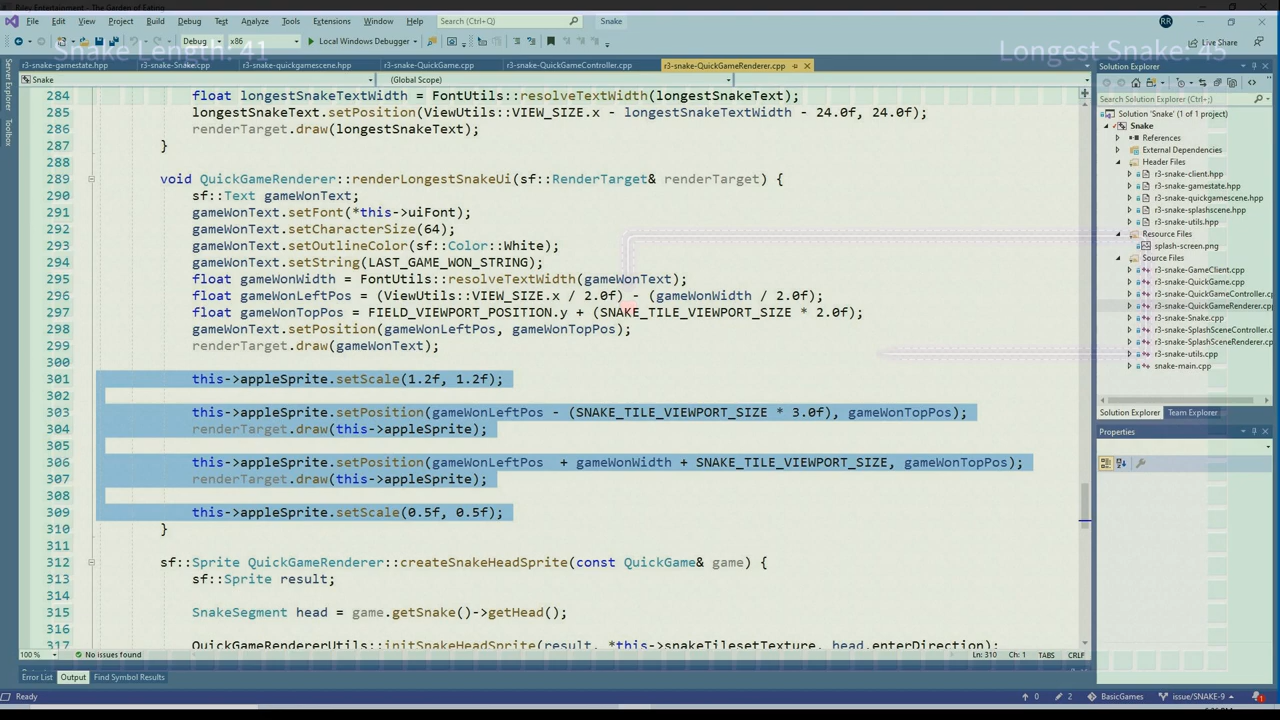 Riley Entertainment - The Garden of Eating
File Edit View Project Build Debug Test Analyze Tools Extensions Window Help Search (Ctrl+Q) Snake RR
Debug x86 Local Windows Debugger Live Share
Snake Length: 41 Longest Snake: 43
r3-snake-gamestate.hpp r3-snake-Snake.cpp r3-snake-quickgamescene.hpp r3-snake-QuickGame.cpp r3-snake-QuickGameController.cpp r3-snake-QuickGameRenderer.cpp
Snake (Global Scope)
Server Explorer
Toolbox
284 float longestSnakeTextWidth = FontUtils::resolveTextWidth(longestSnakeText);
285 longestSnakeText.setPosition(ViewUtils::VIEW_SIZE.x - longestSnakeTextWidth - 24.0f, 24.0f);
286 renderTarget.draw(longestSnakeText);
287 }
288
289 void QuickGameRenderer::renderLongestSnakeUi(sf::RenderTarget& renderTarget) {
290 sf::Text gameWonText;
291 gameWonText.setFont(*this->uiFont);
292 gameWonText.setCharacterSize(64);
293 gameWonText.setOutlineColor(sf::Color::White);
294 gameWonText.setString(LAST_GAME_WON_STRING);
295 float gameWonWidth = FontUtils::resolveTextWidth(gameWonText);
296 float gameWonLeftPos = (ViewUtils::VIEW_SIZE.x / 2.0f) - (gameWonWidth / 2.0f);
297 float gameWonTopPos = FIELD_VIEWPORT_POSITION.y + (SNAKE_TILE_VIEWPORT_SIZE * 2.0f);
298 gameWonText.setPosition(gameWonLeftPos, gameWonTopPos);
299 renderTarget.draw(gameWonText);
300
301 this->appleSprite.setScale(1.2f, 1.2f);
302
303 this->appleSprite.setPosition(gameWonLeftPos - (SNAKE_TILE_VIEWPORT_SIZE * 3.0f), gameWonTopPos);
304 renderTarget.draw(this->appleSprite);
305
306 this->appleSprite.setPosition(gameWonLeftPos  + gameWonWidth + SNAKE_TILE_VIEWPORT_SIZE, gameWonTopPos);
307 renderTarget.draw(this->appleSprite);
308
309 this->appleSprite.setScale(0.5f, 0.5f);
310 }
311
312 sf::Sprite QuickGameRenderer::createSnakeHeadSprite(const QuickGame& game) {
313 sf::Sprite result;
314
315 SnakeSegment head = game.getSnake()->getHead();
316
317 QuickGameRendererUtils::initSnakeHeadSprite(result, *this->snakeTilesetTexture, head.enterDirection);
Solution Explorer
Search Solution Explorer (Ctrl+;)
Solution 'Snake' (1 of 1 project)
Snake
References
External Dependencies
Header Files
r3-snake-client.hpp
r3-snake-gamestate.hpp
r3-snake-quickgamescene.hpp
r3-snake-splashscene.hpp
r3-snake-utils.hpp
Resource Files
splash-screen.png
Source Files
r3-snake-GameClient.cpp
r3-snake-QuickGame.cpp
r3-snake-QuickGameController.cpp
r3-snake-QuickGameRenderer.cpp
r3-snake-Snake.cpp
r3-snake-SplashSceneController.cpp
r3-snake-SplashSceneRenderer.cpp
r3-snake-utils.cpp
snake-main.cpp
Solution Explorer Team Explorer
Properties
100 % No issues found Ln: 310 Ch: 1 TABS CRLF
Error List Output Find Symbol Results
Ready 0 2 BasicGames issue/SNAKE-9 1